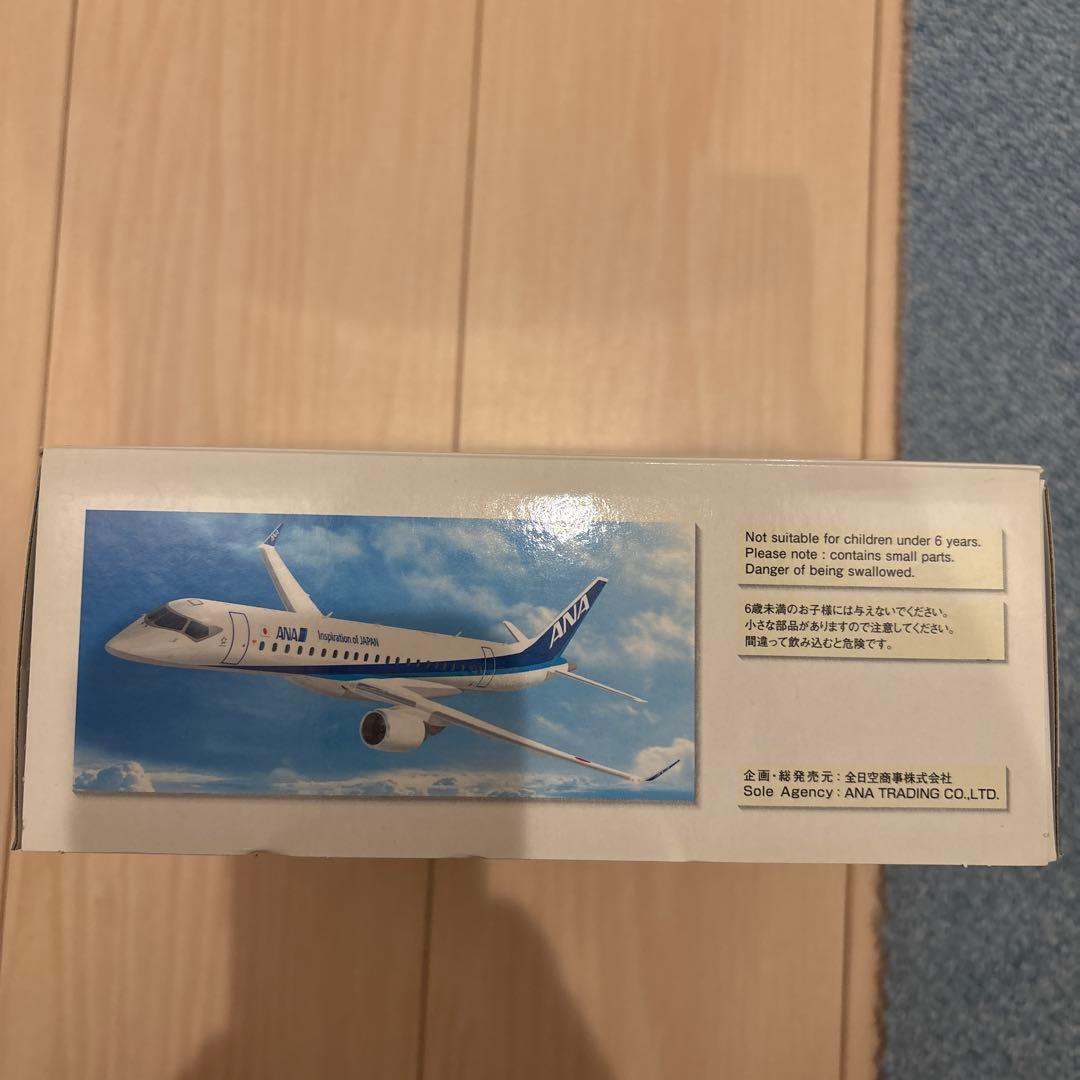 ANA Inspiration of JAPAN
ANA
Not suitable for children under 6 years.
Please note : contains small parts.
Danger of being swallowed.
6歳未満のお子様には与えないでください。
小さな部品がありますので注意してください。
間違って飲み込むと危険です。
企画・総発売元 : 全日空商事株式会社
Sole Agency : ANA TRADING CO.,LTD.